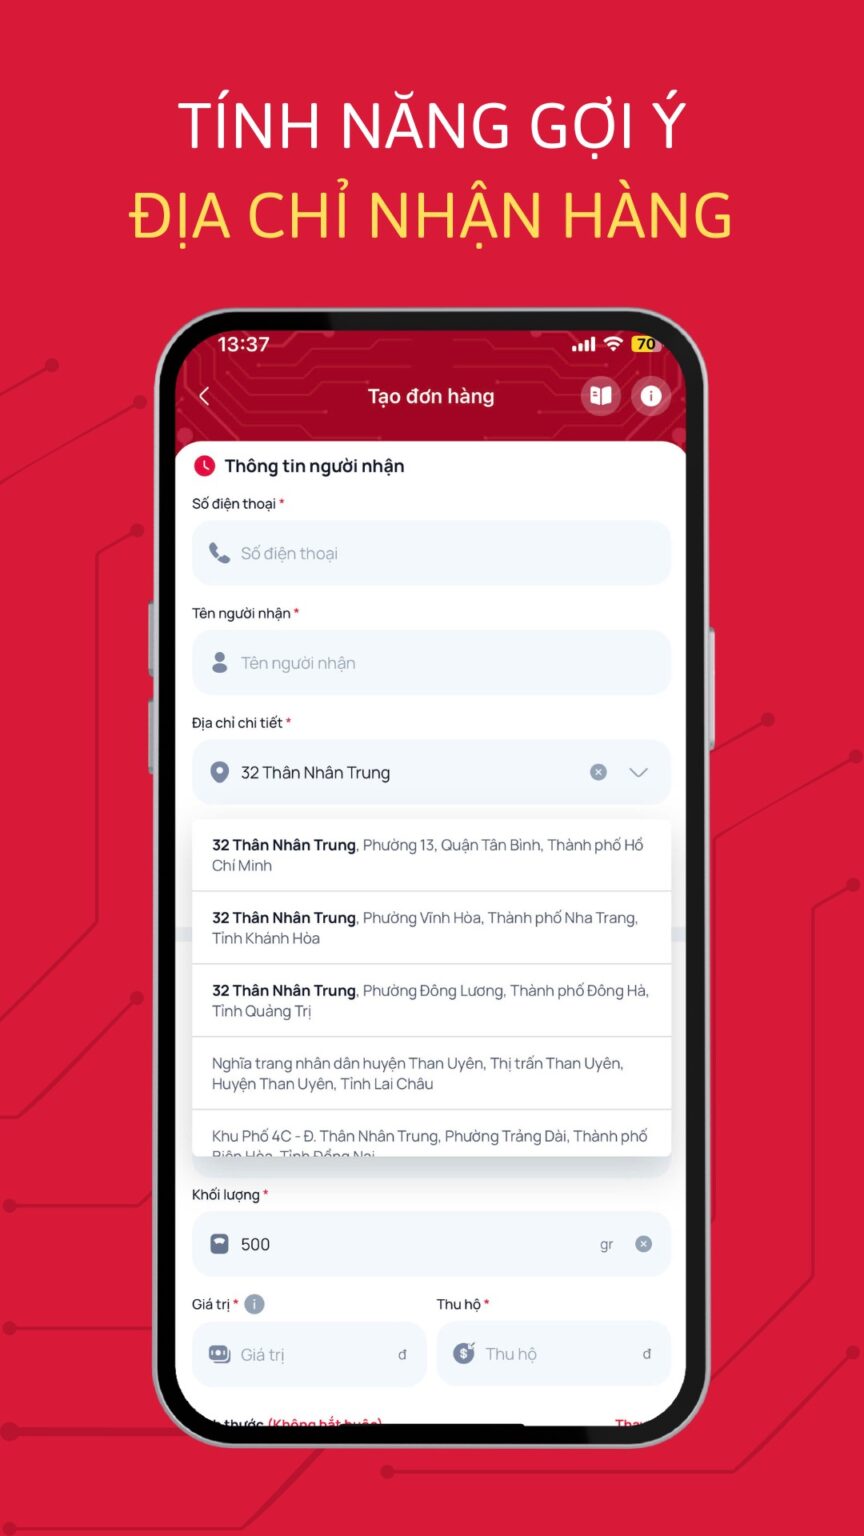 TÍNH NĂNG GỢI Ý
ĐỊA CHỈ NHẬN HÀNG
13:37
70
Tạo đơn hàng
Thông tin người nhận
Số điện thoại *
Số điện thoại
Tên người nhận *
Tên người nhận
Địa chỉ chi tiết *
32 Thân Nhân Trung
32 Thân Nhân Trung, Phường 13, Quận Tân Bình, Thành phố Hồ
Chí Minh
32 Thân Nhân Trung, Phường Vĩnh Hòa, Thành phố Nha Trang,
Tỉnh Khánh Hòa
32 Thân Nhân Trung, Phường Đông Lương, Thành phố Đông Hà,
Tỉnh Quảng Trị
Nghĩa trang nhân dân huyện Than Uyên, Thị trấn Than Uyên,
Huyện Than Uyên, Tỉnh Lai Châu
Khu Phố 4C - Đ. Thân Nhân Trung, Phường Trảng Dài, Thành phố
Biên Hòa, Tỉnh Đồng Nai
Khối lượng *
500 gr
Giá trị * Thu hộ *
Giá trị đ Thu hộ đ
thước (Không bắt buộc)